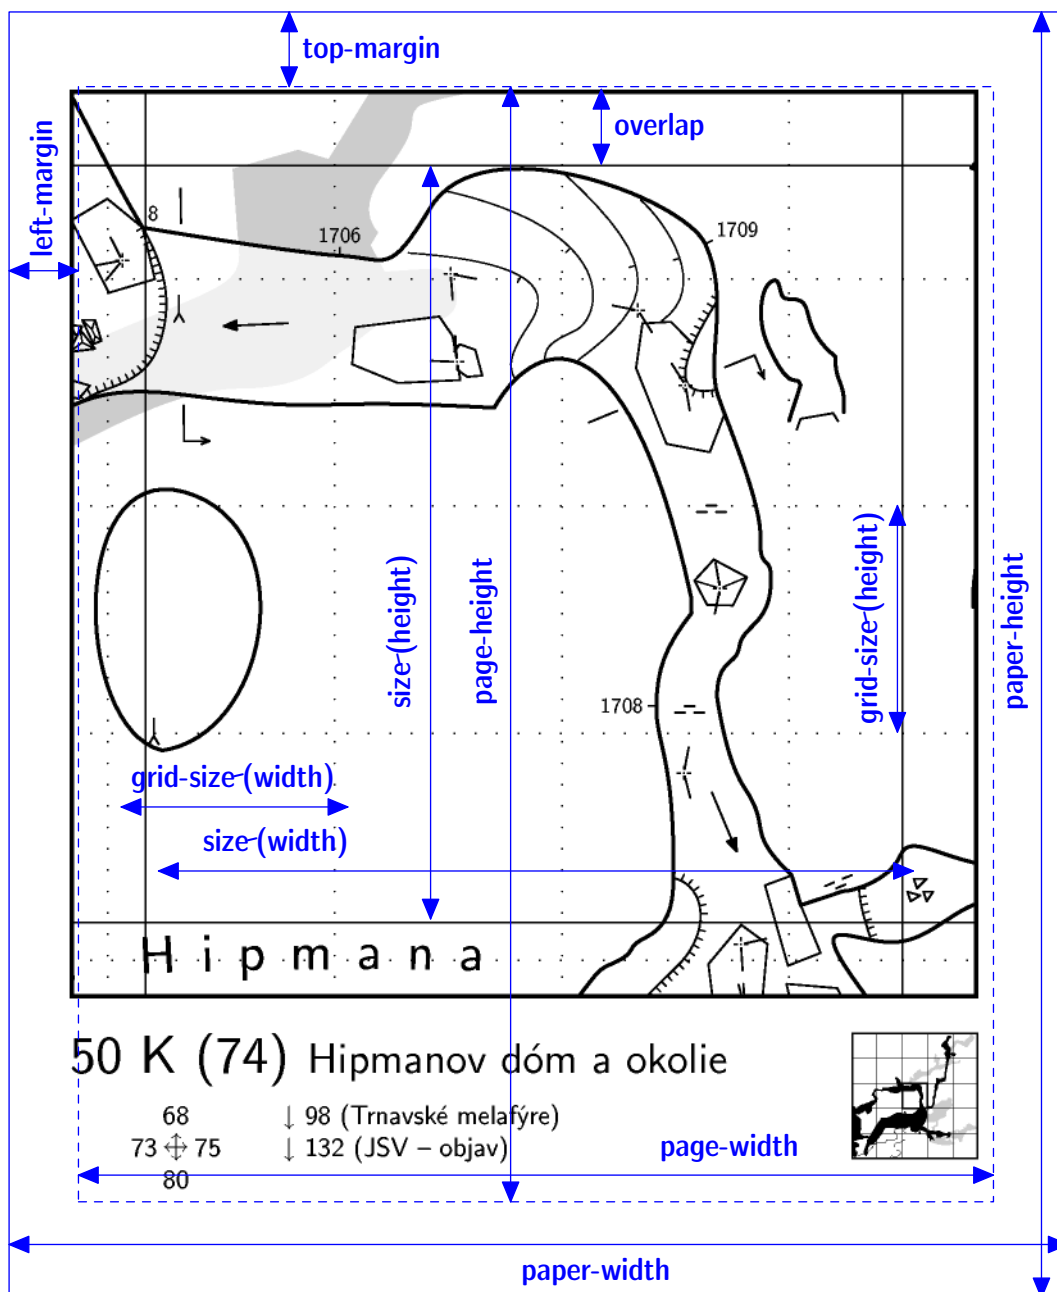 top-margin
overlap
left-margin
8
1706
1709
size (height)
page-height
grid-size (height)
paper-height
1708
grid-size (width)
size (width)
Hipmana
50 K (74) Hipmanov dóm a okolie
68
↓ 98 (Trnavské melafýre)
73 75
↓ 132 (JSV – objav)
80
page-width
paper-width